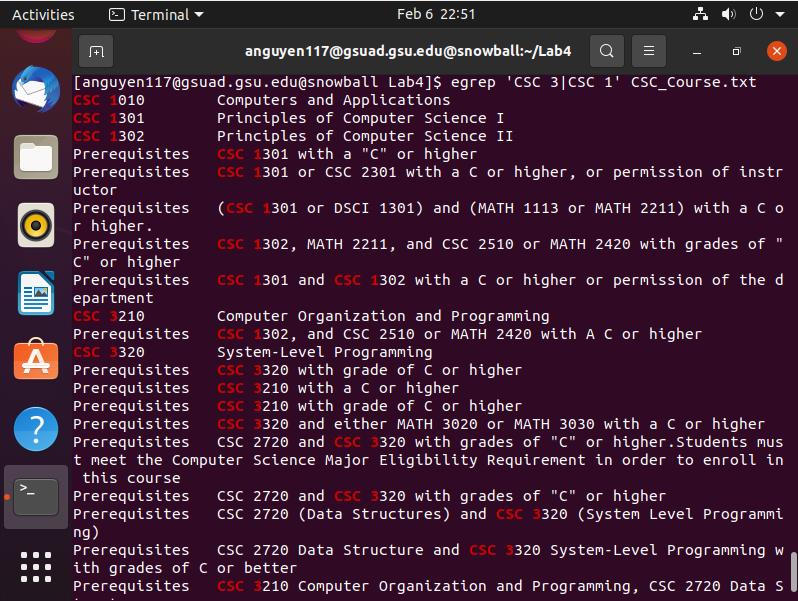 Activities Terminal Feb 6 22:51
anguyen117@gsuad.gsu.edu@snowball:~/Lab4
[anguyen117@gsuad.gsu.edu@snowball Lab4]$ egrep 'CSC 3|CSC 1' CSC_Course.txt
CSC 1010 Computers and Applications
CSC 1301 Principles of Computer Science I
CSC 1302 Principles of Computer Science II
Prerequisites CSC 1301 with a "C" or higher
Prerequisites CSC 1301 or CSC 2301 with a C or higher, or permission of instr
uctor
Prerequisites (CSC 1301 or DSCI 1301) and (MATH 1113 or MATH 2211) with a C o
r higher.
Prerequisites CSC 1302, MATH 2211, and CSC 2510 or MATH 2420 with grades of "
C" or higher
Prerequisites CSC 1301 and CSC 1302 with a C or higher or permission of the d
epartment
CSC 3210 Computer Organization and Programming
Prerequisites CSC 1302, and CSC 2510 or MATH 2420 with A C or higher
CSC 3320 System-Level Programming
Prerequisites CSC 3320 with grade of C or higher
Prerequisites CSC 3210 with a C or higher
Prerequisites CSC 3210 with grade of C or higher
Prerequisites CSC 3320 and either MATH 3020 or MATH 3030 with a C or higher
Prerequisites CSC 2720 and CSC 3320 with grades of "C" or higher.Students mus
t meet the Computer Science Major Eligibility Requirement in order to enroll in
this course
Prerequisites CSC 2720 and CSC 3320 with grades of "C" or higher
Prerequisites CSC 2720 (Data Structures) and CSC 3320 (System Level Programmi
ng)
Prerequisites CSC 2720 Data Structure and CSC 3320 System-Level Programming w
ith grades of C or better
Prerequisites CSC 3210 Computer Organization and Programming, CSC 2720 Data S